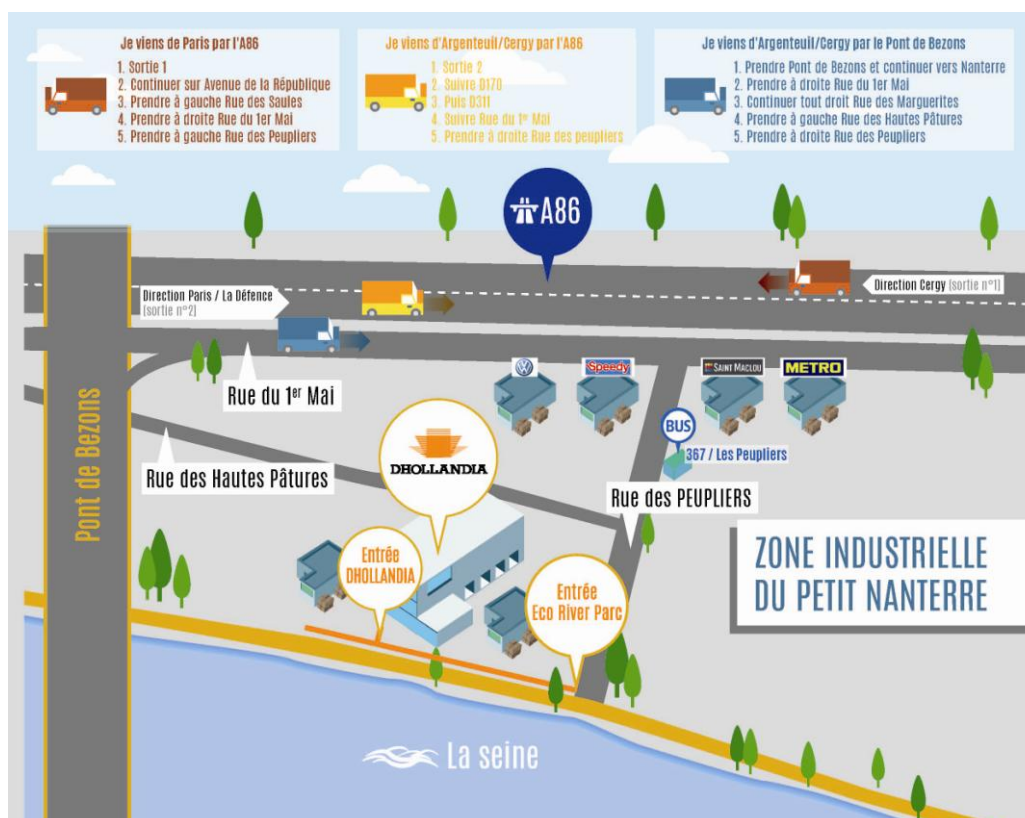 Je viens de Paris par l'A86
1. Sortie 1
2. Continuer sur Avenue de la République
3. Prendre à gauche Rue des Saules
4. Prendre à droite Rue du 1er Mai
5. Prendre à gauche Rue des Peupliers
Je viens d'Argenteuil/Cergy par l'A86
1. Sortie 2
2. Suivre D170
3. Puis D311
4. Suivre Rue du 1er Mai
5. Prendre à droite Rue des peupliers
Je viens d'Argenteuil/Cergy par le Pont de Bezons
1. Prendre Pont de Bezons et continuer vers Nanterre
2. Prendre à droite Rue du 1er Mai
3. Continuer tout droit Rue des Marguerites
4. Prendre à gauche Rue des Hautes Pâtures
5. Prendre à droite Rue des Peupliers
A86
Direction Paris / La Défence
(sortie n°2)
Direction Cergy (sortie n°1)
Rue du 1er Mai
VW
Speedy
SAINT MACLOU
METRO
BUS
367 / Les Peupliers
Pont de Bezons
Rue des Hautes Pâtures
DHOLLANDIA
Rue des PEUPLIERS
Entrée
DHOLLANDIA
Entrée
Eco River Parc
ZONE INDUSTRIELLE
DU PETIT NANTERRE
La seine